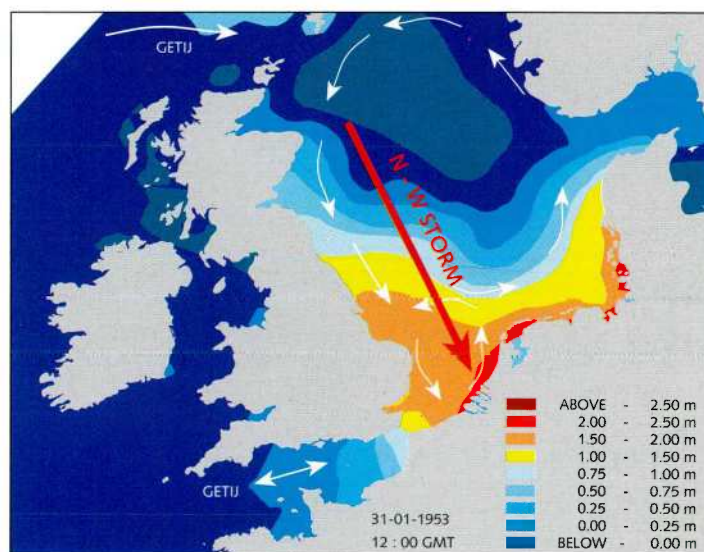 GETIJ
N - W STORM
GETIJ
31-01-1953
12 : 00 GMT
ABOVE - 2.50 m
2.00 - 2.50 m
1.50 - 2.00 m
1.00 - 1.50 m
0.75 - 1.00 m
0.50 - 0.75 m
0.25 - 0.50 m
0.00 - 0.25 m
BELOW - 0.00 m